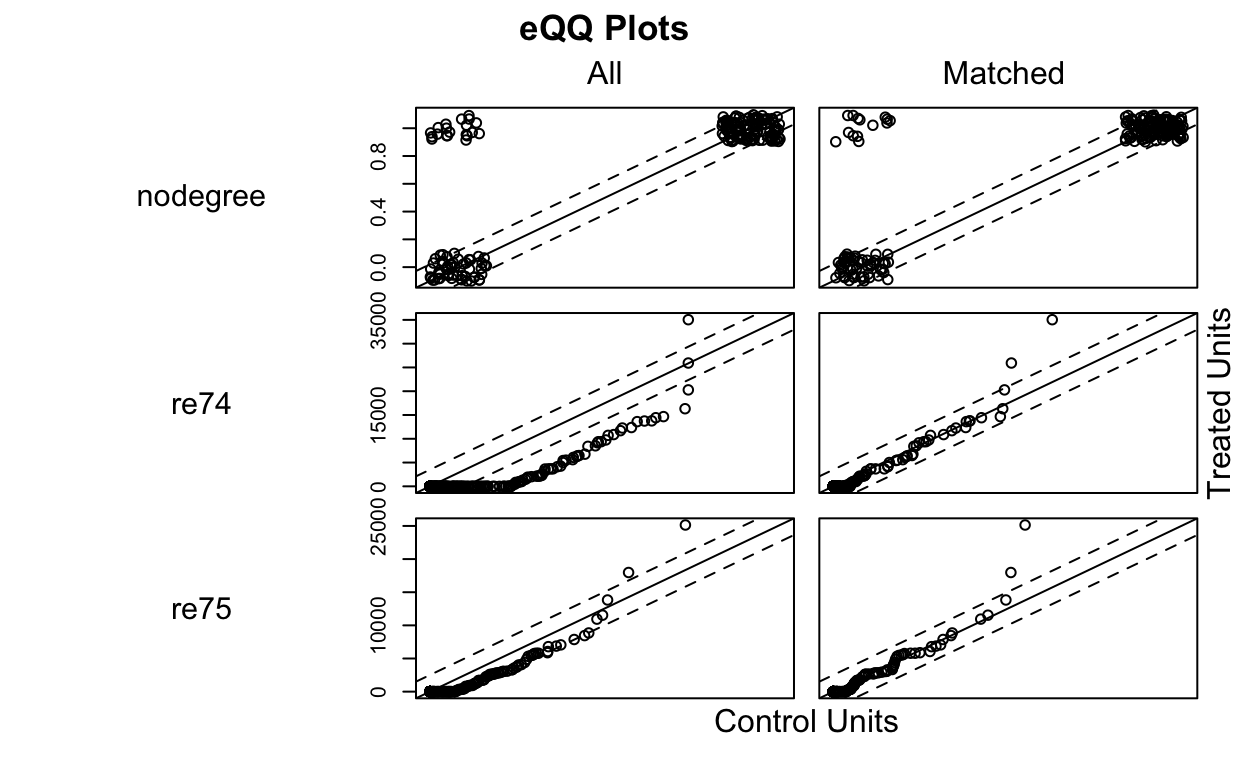 eQQ Plots
All
Matched
nodegree
0.8
0.4
0.0
re74
35000
15000
0
re75
25000
10000
0
Treated Units
Control Units